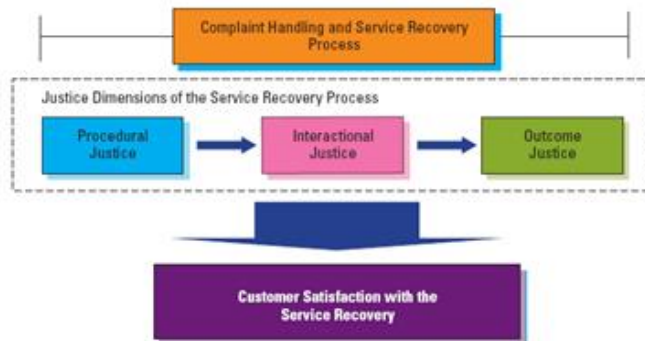 Complaint Handling and Service Recovery
Process
Justice Dimensions of the Service Recovery Process
Procedural
Justice
Interactional
Justice
Outcome
Justice
Customer Satisfaction with the
Service Recovery